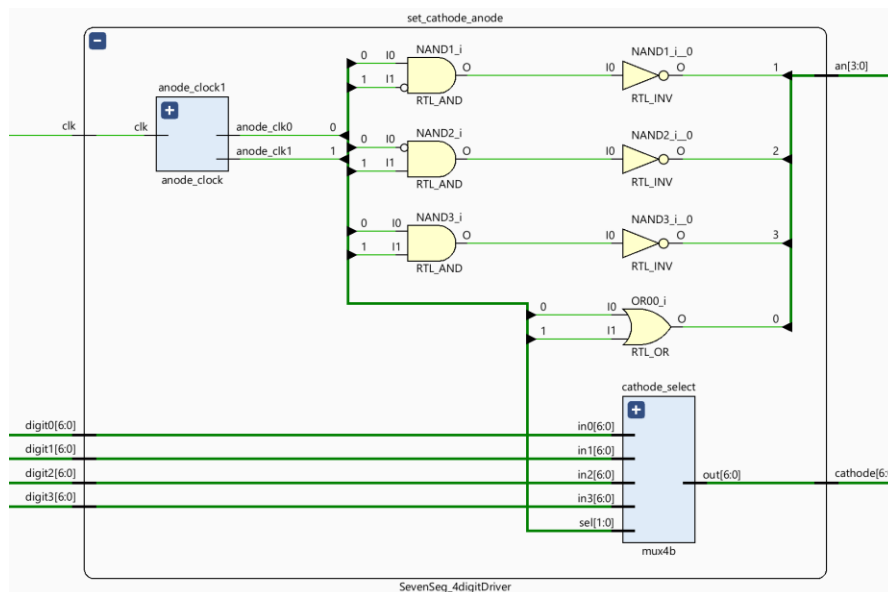 set_cathode_anode
NAND1_i NAND1_i__0
0 I0 O I0 O 1 an[3:0]
1 I1
anode_clock1 RTL_AND RTL_INV
clk clk anode_clk0 0
NAND2_i NAND2_i__0
anode_clk1 1 0 I0 O I0 O 2
1 I1
anode_clock RTL_AND RTL_INV
NAND3_i NAND3_i__0
0 I0 O I0 O 3
1 I1
RTL_AND RTL_INV
OR00_i
0 I0 O 0
1 I1
RTL_OR
cathode_select
digit0[6:0] in0[6:0]
digit1[6:0] in1[6:0]
digit2[6:0] in2[6:0] out[6:0] cathode[6:
digit3[6:0] in3[6:0]
sel[1:0]
mux4b
SevenSeg_4digitDriver